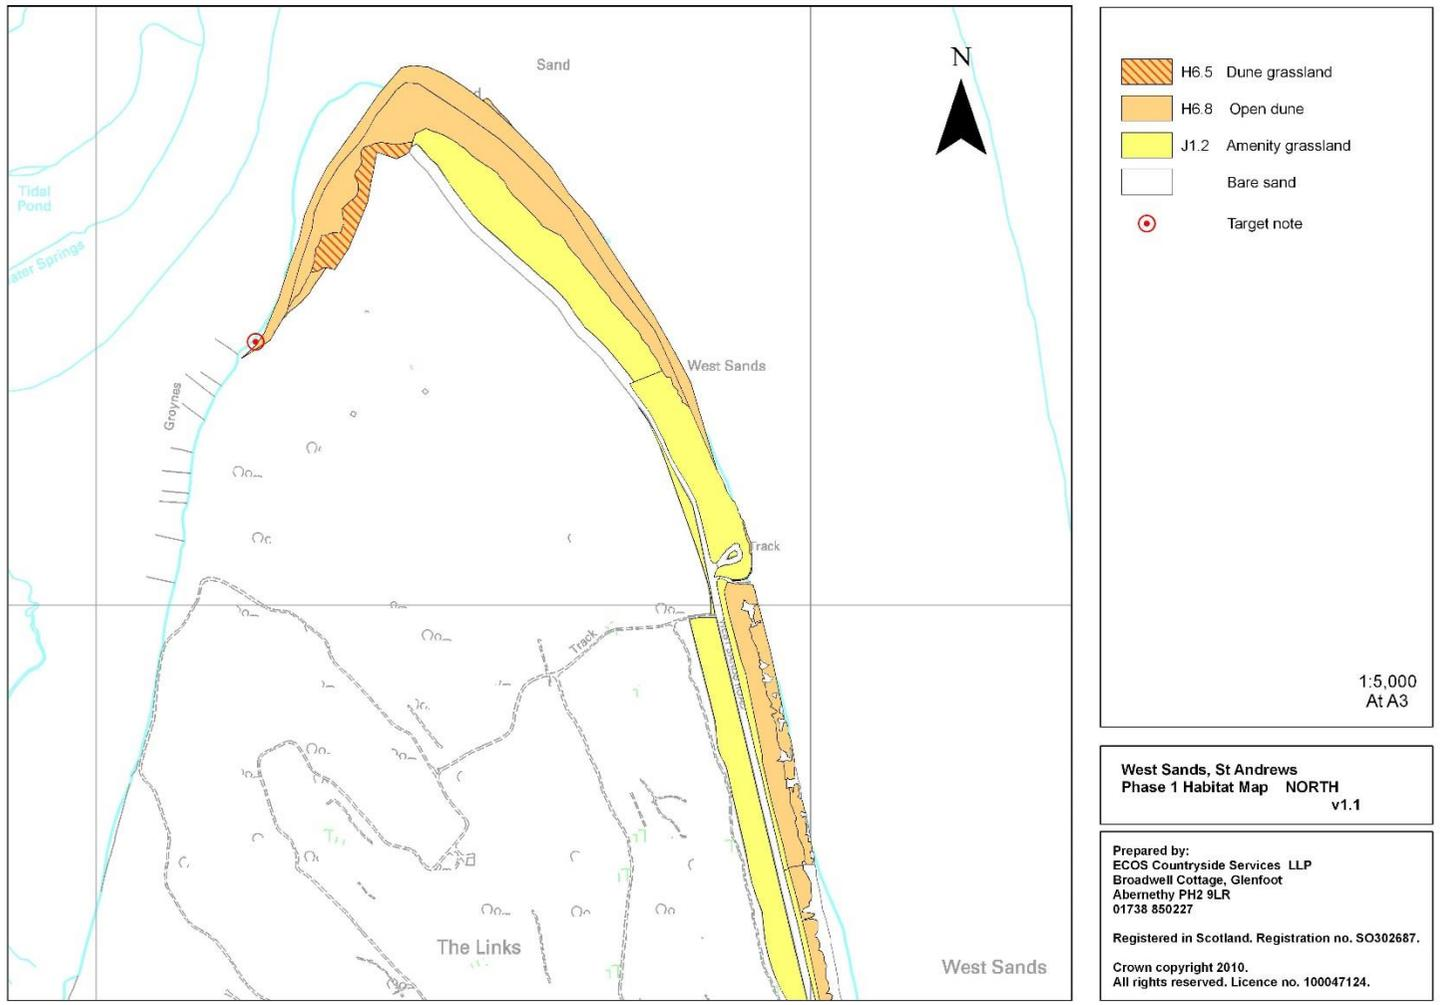 Sand
N
Tidal
Pond
ater Springs
West Sands
Groynes
Track
Track
The Links
West Sands
H6.5 Dune grassland
H6.8 Open dune
J1.2 Amenity grassland
Bare sand
Target note
1:5,000
At A3
West Sands, St Andrews
Phase 1 Habitat Map NORTH
v1.1
Prepared by:
ECOS Countryside Services LLP
Broadwell Cottage, Glenfoot
Abernethy PH2 9LR
01738 850227
Registered in Scotland. Registration no. SO302687.
Crown copyright 2010.
All rights reserved. Licence no. 100047124.